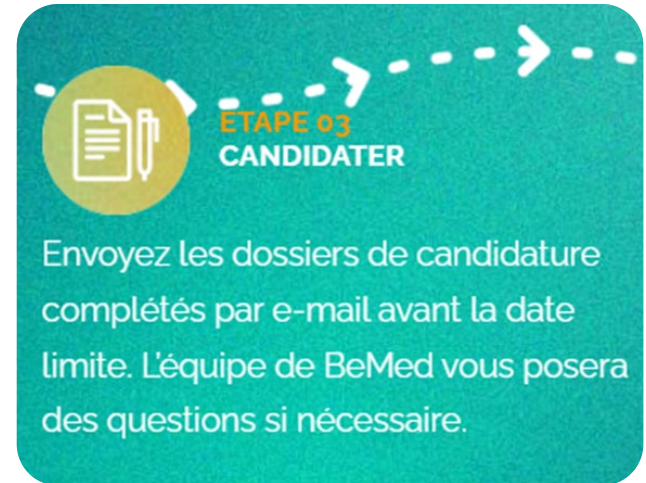 ETAPE 03
CANDIDATER
Envoyez les dossiers de candidature
complétés par e-mail avant la date
limite. L'équipe de BeMed vous posera
des questions si nécessaire.